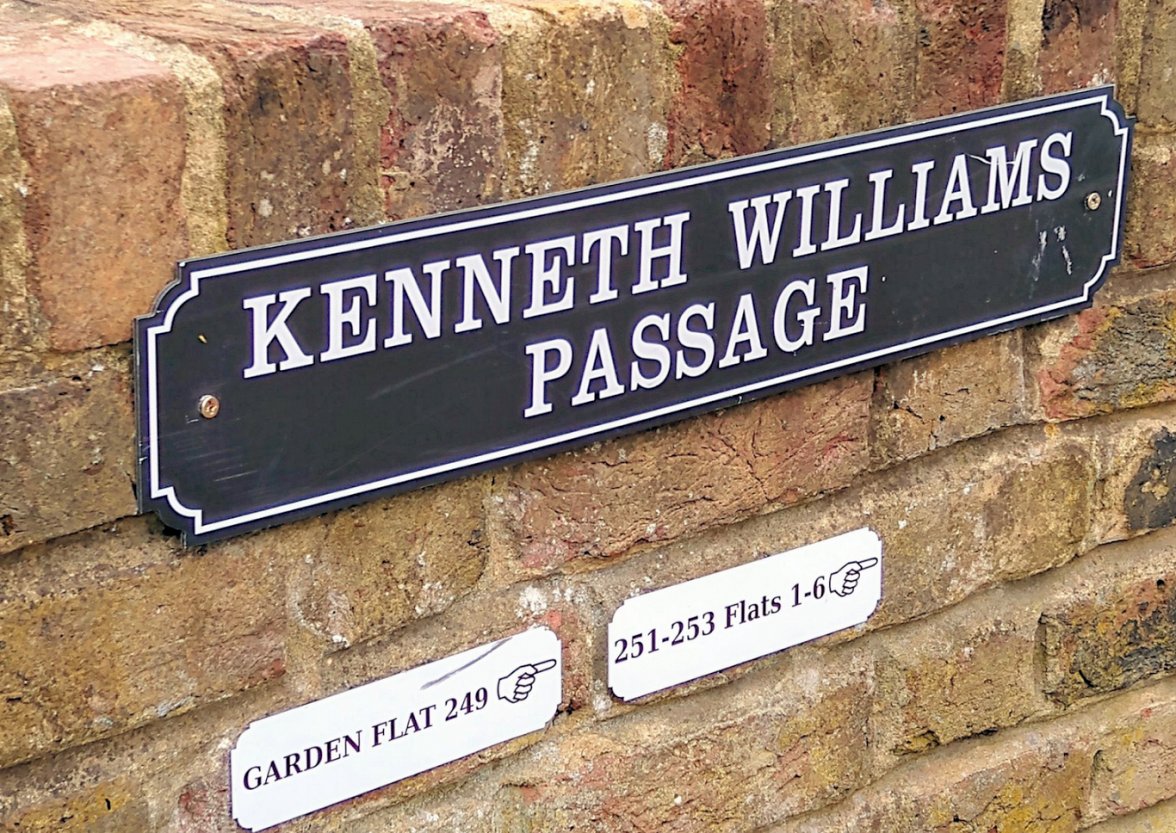 KENNETH WILLIAMS
PASSAGE
251-253 Flats 1-6
GARDEN FLAT 249